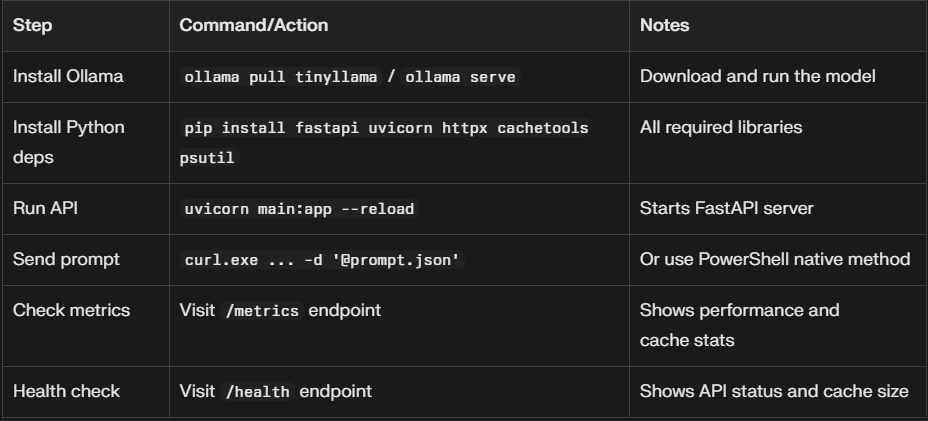 Step Command/Action Notes
Install Ollama ollama pull tinyllama / ollama serve Download and run the model
Install Python pip install fastapi uvicorn httpx cachetools All required libraries
deps psutil
Run API uvicorn main:app --reload Starts FastAPI server
Send prompt curl.exe ... -d '@prompt.json' Or use PowerShell native method
Check metrics Visit /metrics endpoint Shows performance and
cache stats
Health check Visit /health endpoint Shows API status and cache size